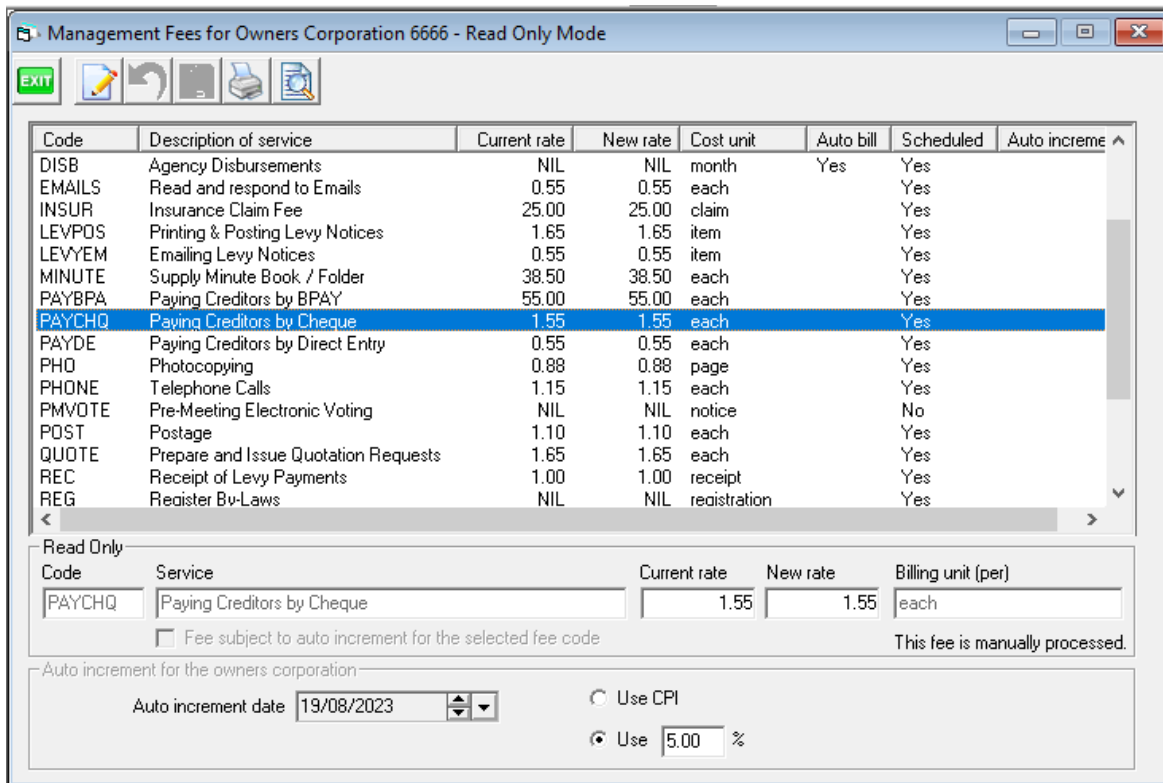 Management Fees for Owners Corporation 6666 - Read Only Mode
EXIT
Code Description of service Current rate New rate Cost unit Auto bill Scheduled Auto increme
DISB Agency Disbursements NIL NIL month Yes Yes
EMAILS Read and respond to Emails 0.55 0.55 each Yes
INSUR Insurance Claim Fee 25.00 25.00 claim Yes
LEVPOS Printing & Posting Levy Notices 1.65 1.65 item Yes
LEVYEM Emailing Levy Notices 0.55 0.55 item Yes
MINUTE Supply Minute Book / Folder 38.50 38.50 each Yes
PAYBPA Paying Creditors by BPAY 55.00 55.00 each Yes
PAYCHQ Paying Creditors by Cheque 1.55 1.55 each Yes
PAYDE Paying Creditors by Direct Entry 0.55 0.55 each Yes
PHO Photocopying 0.88 0.88 page Yes
PHONE Telephone Calls 1.15 1.15 each Yes
PMVOTE Pre-Meeting Electronic Voting NIL NIL notice No
POST Postage 1.10 1.10 each Yes
QUOTE Prepare and Issue Quotation Requests 1.65 1.65 each Yes
REC Receipt of Levy Payments 1.00 1.00 receipt Yes
REG Register By-Laws NIL NIL registration Yes
Read Only
Code Service Current rate New rate Billing unit (per)
PAYCHQ Paying Creditors by Cheque 1.55 1.55 each
Fee subject to auto increment for the selected fee code This fee is manually processed.
Auto increment for the owners corporation
Auto increment date 19/08/2023 Use CPI
Use 5.00 %